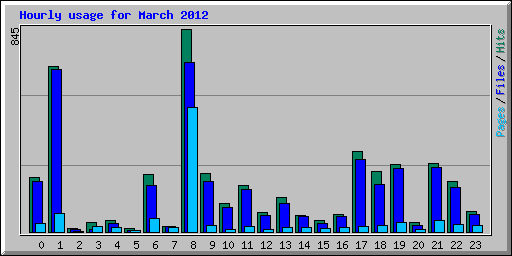 Hourly usage for March 2012
845
Pages / Files / Hits
0 1 2 3 4 5 6 7 8 9 10 11 12 13 14 15 16 17 18 19 20 21 22 23